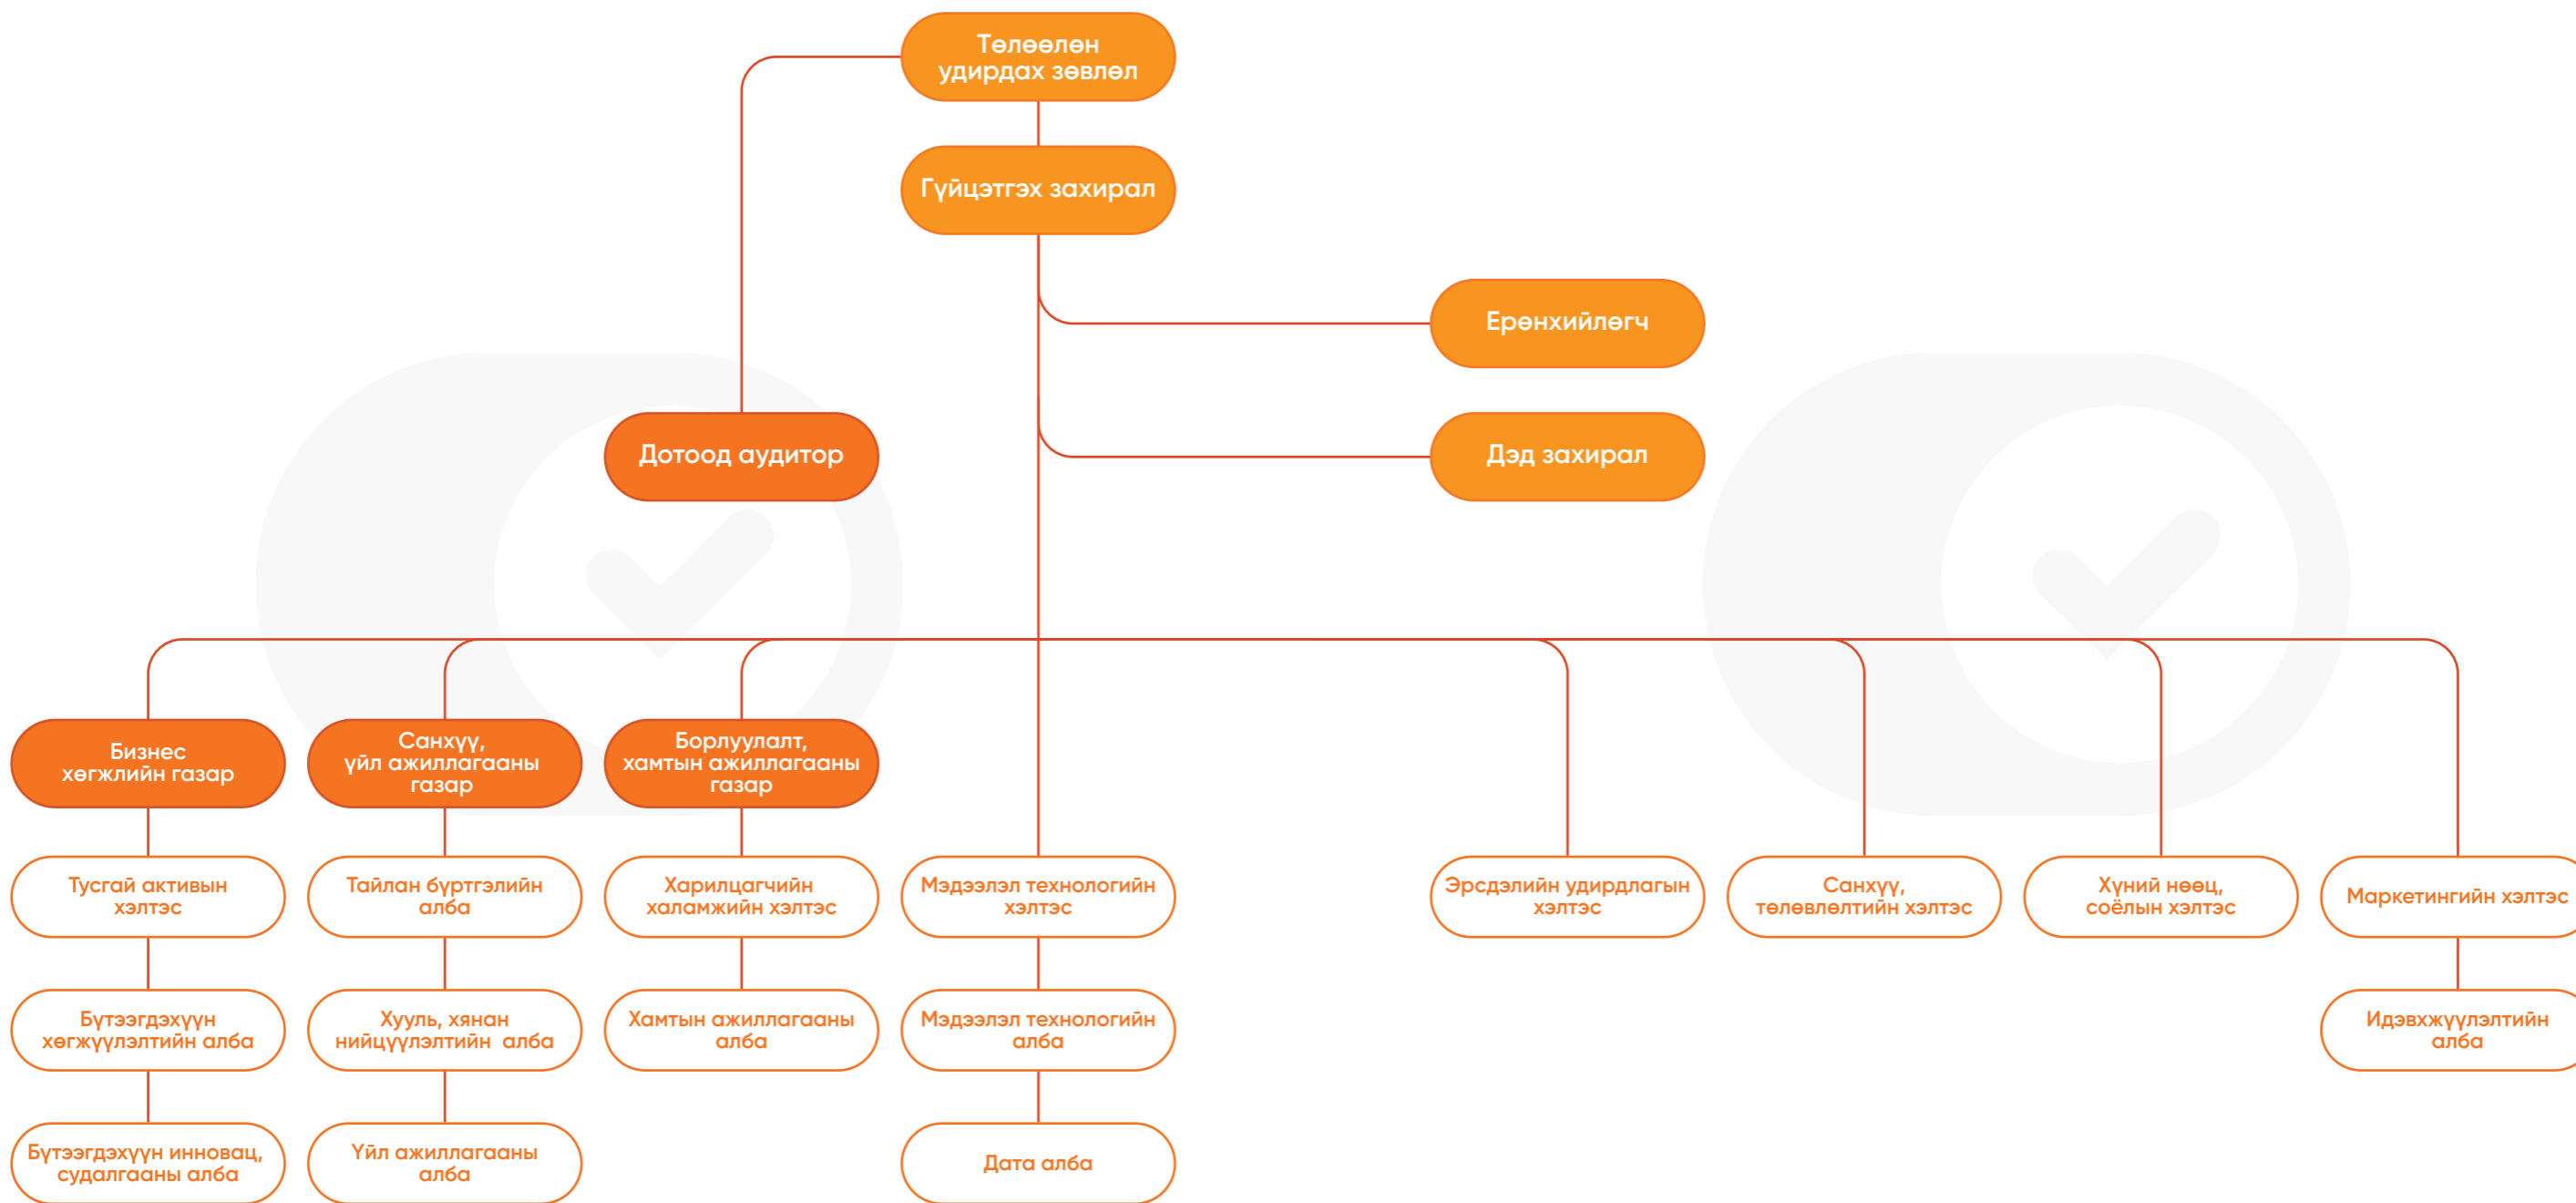 Төлөөлөн
удирдах зөвлөл
Гүйцэтгэх захирал
Ерөнхийлөгч
Дотоод аудитор
Дэд захирал
Бизнес
хөгжлийн газар
Санхүү,
үйл ажиллагааны
газар
Борлуулалт,
хамтын ажиллагааны
газар
Тусгай активын
хэлтэс
Тайлан бүртгэлийн
алба
Харилцагчийн
халамжийн хэлтэс
Мэдээлэл технологийн
хэлтэс
Эрсдэлийн удирдлагын
хэлтэс
Санхүү,
төлөвлөлтийн хэлтэс
Хүний нөөц,
соёлын хэлтэс
Маркетингийн хэлтэс
Бүтээгдэхүүн
хөгжүүлэлтийн алба
Хууль, хянан
нийцүүлэлтийн алба
Хамтын ажиллагааны
алба
Мэдээлэл технологийн
алба
Идэвхжүүлэлтийн
алба
Бүтээгдэхүүн инновац,
судалгааны алба
Үйл ажиллагааны
алба
Дата алба